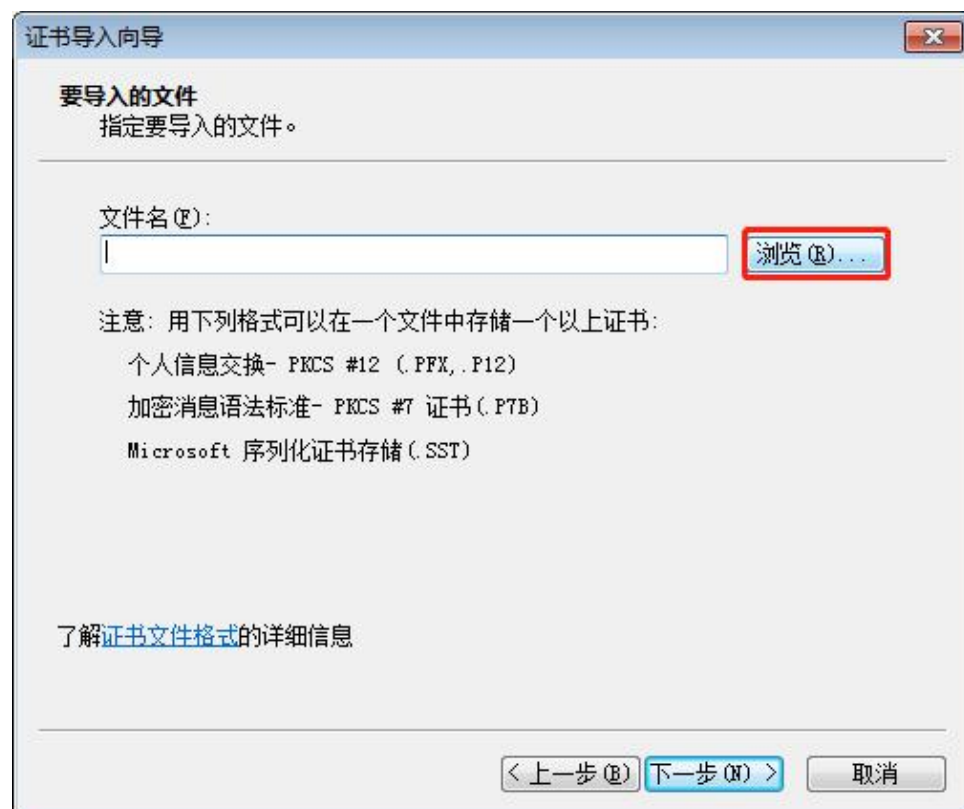 证书导入向导
要导入的文件
指定要导入的文件。
文件名(F):
浏览(R)...
注意: 用下列格式可以在一个文件中存储一个以上证书:
个人信息交换- PKCS #12 (.PFX,.P12)
加密消息语法标准- PKCS #7 证书(.P7B)
Microsoft 序列化证书存储(.SST)
了解证书文件格式的详细信息
< 上一步(B) 下一步(N) > 取消